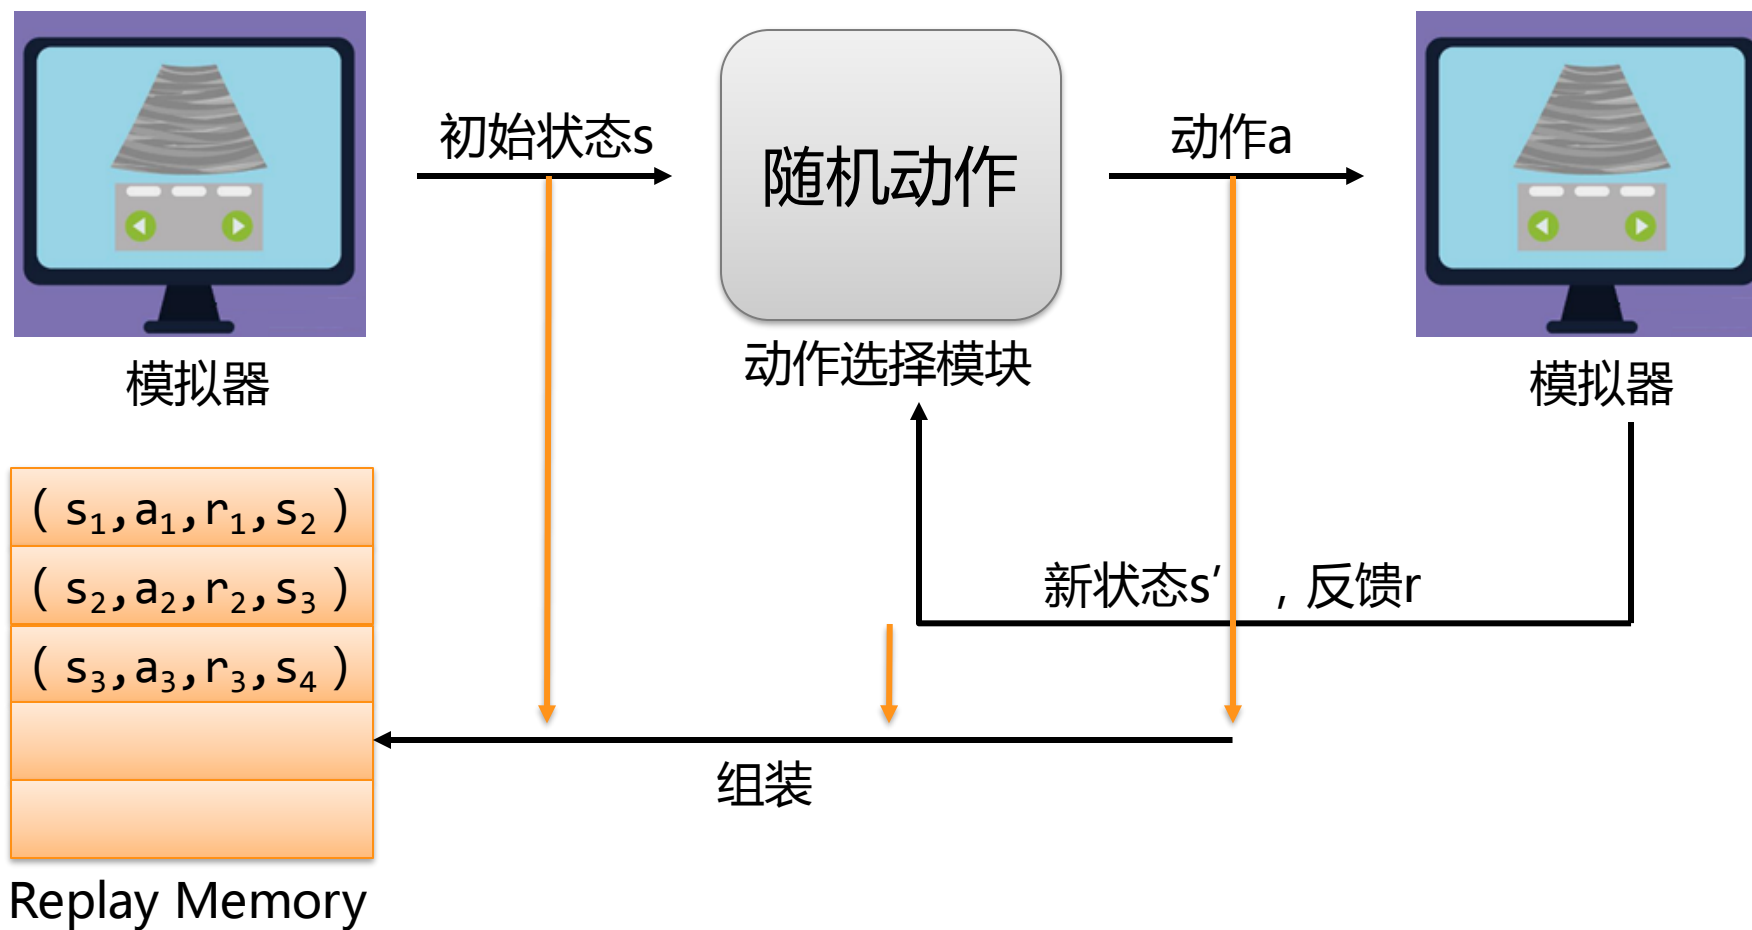 初始状态s
随机动作
动作a
模拟器
动作选择模块
模拟器
( s₁,a₁,r₁,s₂ )
( s₂,a₂,r₂,s₃ )
( s₃,a₃,r₃,s₄ )
新状态s′ ，反馈r
组装
Replay Memory